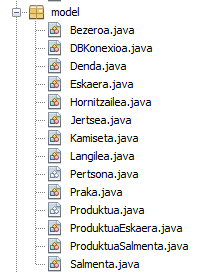 model
Bezeroa.java
DBKonexioa.java
Denda.java
Eskaera.java
Hornitzailea.java
Jertsea.java
Kamiseta.java
Langilea.java
Pertsona.java
Praka.java
Produktua.java
ProduktuaEskaera.java
ProduktuaSalmenta.java
Salmenta.java